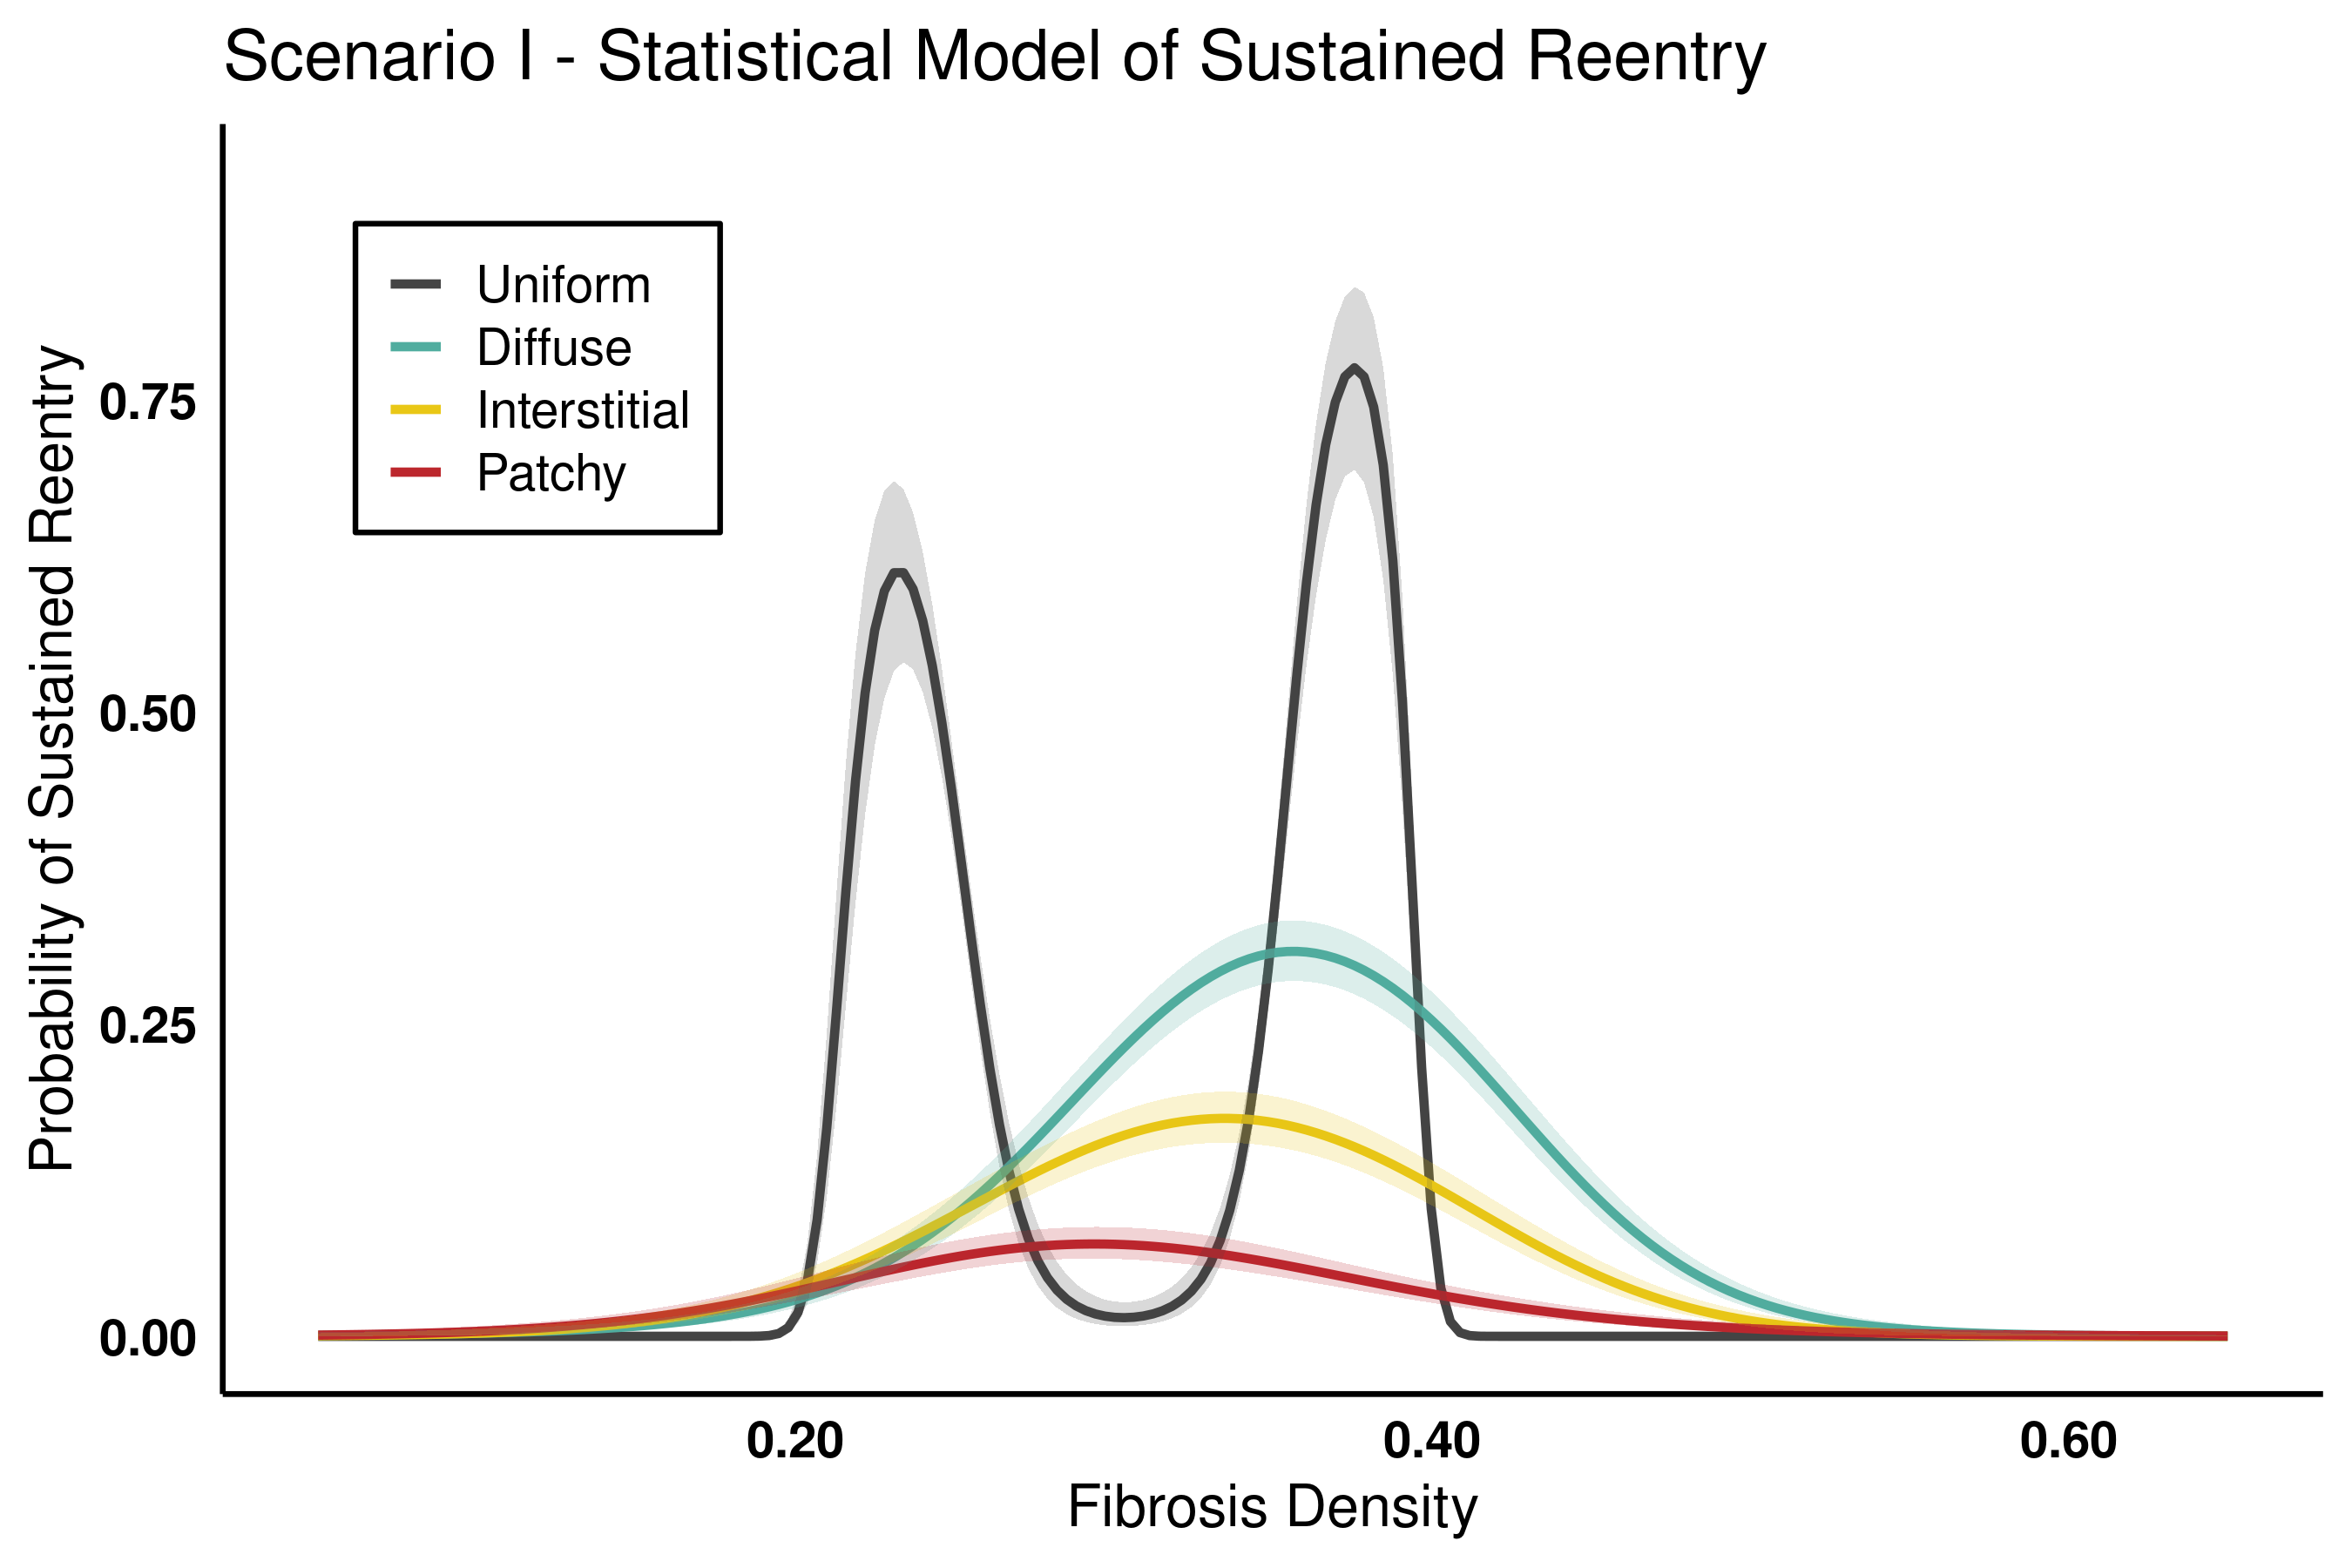 Scenario I - Statistical Model of Sustained Reentry
Uniform
Diffuse
Interstitial
Patchy
Probability of Sustained Reentry
0.75
0.50
0.25
0.00
0.20 0.40 0.60
Fibrosis Density